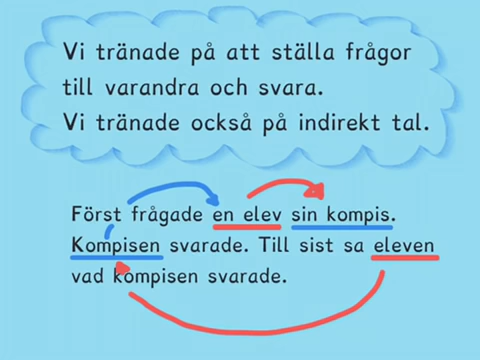 Vi tränade på att ställa frågor
till varandra och svara.
Vi tränade också på indirekt tal.
Först frågade en elev sin kompis.
Kompisen svarade. Till sist sa eleven
vad kompisen svarade.